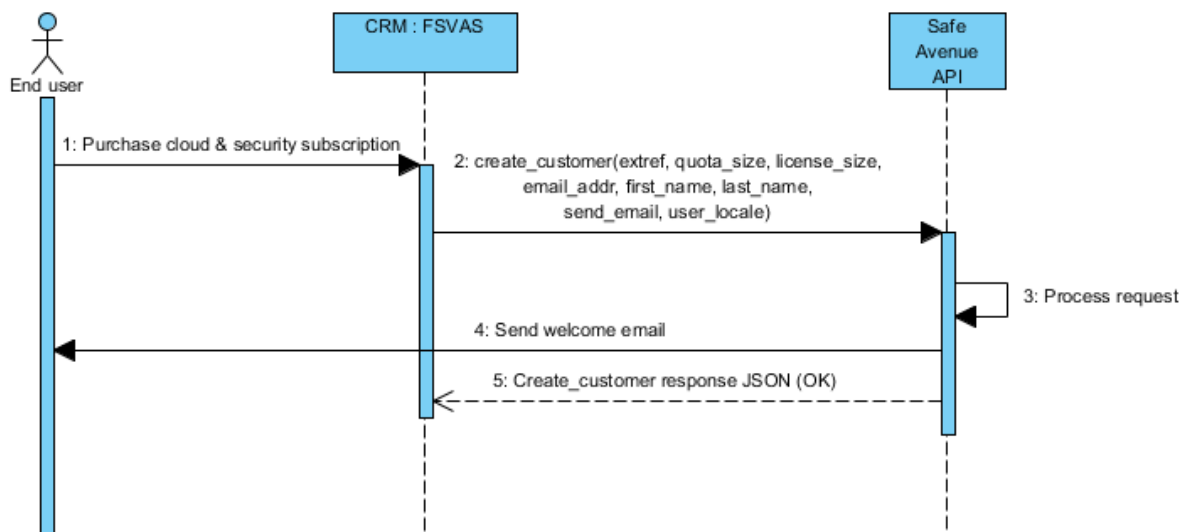 End user
CRM : FSVAS
Safe
Avenue
API
1: Purchase cloud & security subscription
2: create_customer(extref, quota_size, license_size,
email_addr, first_name, last_name,
send_email, user_locale)
3: Process request
4: Send welcome email
5: Create_customer response JSON (OK)